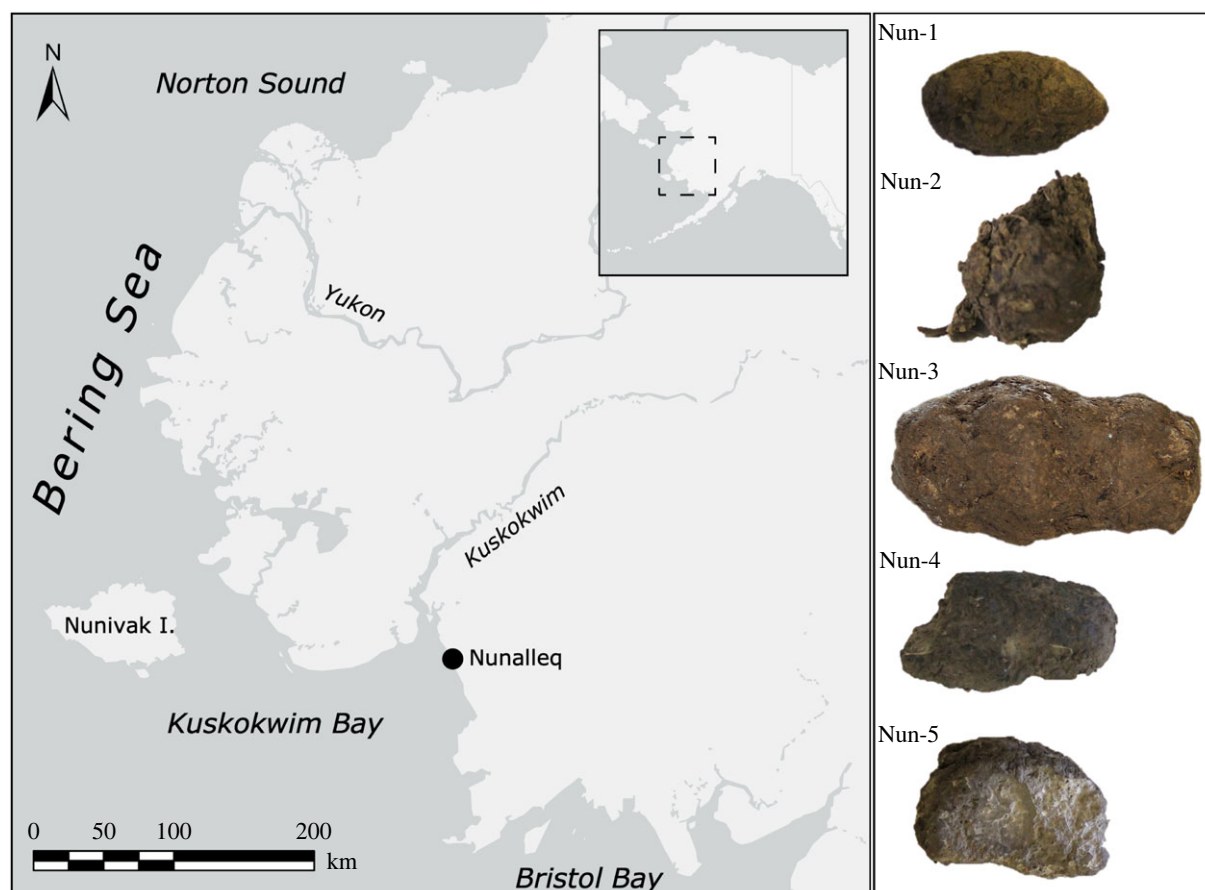 N
Norton Sound
Bering Sea
Yukon
Kuskokwim
Nunivak I.
Nunalleq
Kuskokwim Bay
0 50 100 200
km
Bristol Bay
Nun-1
Nun-2
Nun-3
Nun-4
Nun-5